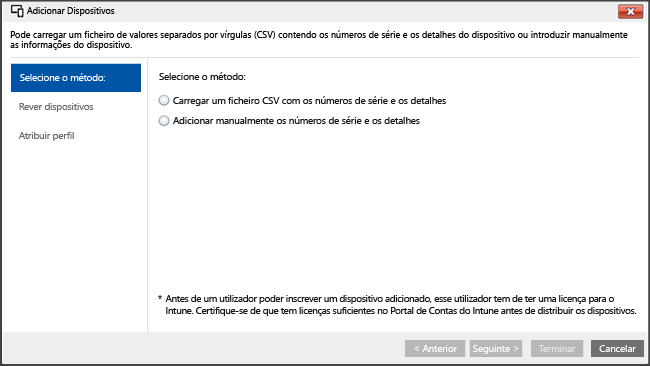 Adicionar Dispositivos
Pode carregar um ficheiro de valores separados por vírgulas (CSV) contendo os números de série e os detalhes do dispositivo ou introduzir manualmente
as informações do dispositivo.
Selecione o método:
Rever dispositivos
Atribuir perfil
Selecione o método:
Carregar um ficheiro CSV com os números de série e os detalhes
Adicionar manualmente os números de série e os detalhes
* Antes de um utilizador poder inscrever um dispositivo adicionado, esse utilizador tem de ter uma licença para o
Intune. Certifique-se de que tem licenças suficientes no Portal de Contas do Intune antes de distribuir os dispositivos.
< Anterior
Seguinte >
Terminar
Cancelar